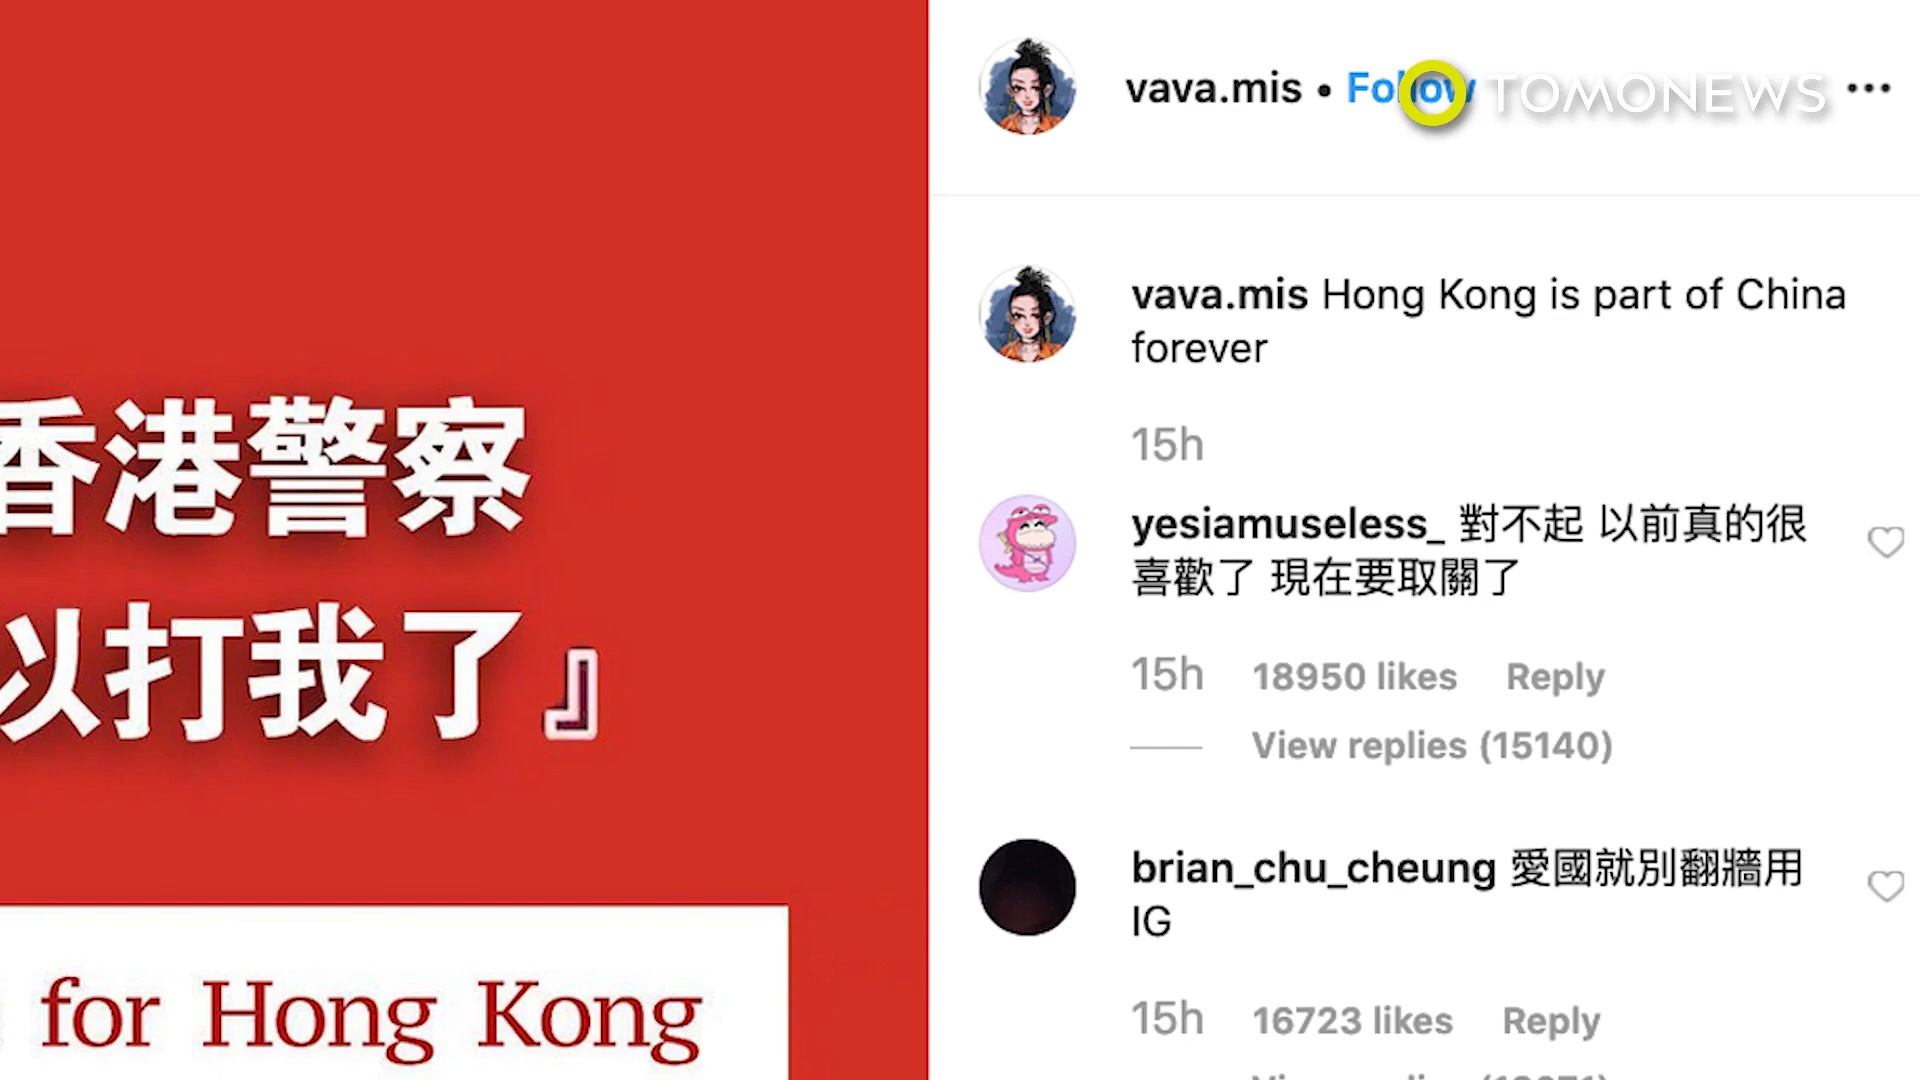 香港警察
以打我了』
for Hong Kong
vava.mis • Follow
TOMONEWS
vava.mis Hong Kong is part of China
forever
15h
yesiamuseless_ 對不起 以前真的很
喜歡了 現在要取關了
15h 18950 likes Reply
View replies (15140)
brian_chu_cheung 愛國就別翻牆用
IG
15h 16723 likes Reply